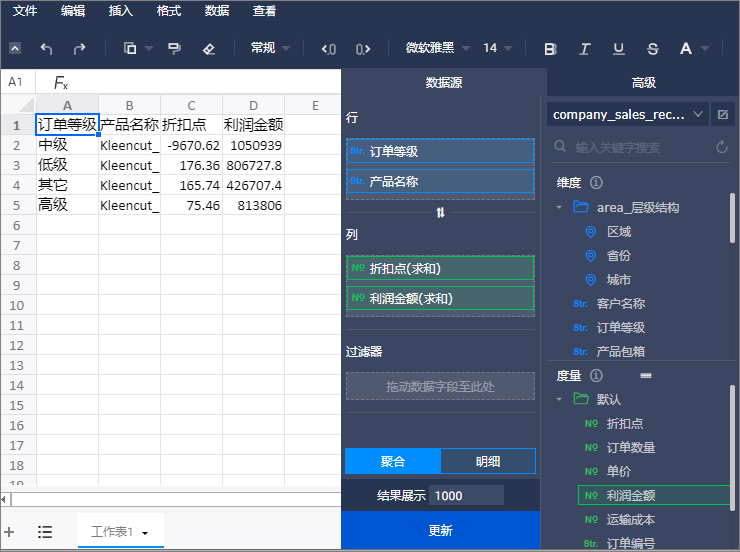 文件 编辑 插入 格式 数据 查看
常规 .0 0. 微软雅黑 14 B I T S A
A1 Fx
A B C D E
1 订单等级 产品名称 折扣点 利润金额
2 中级 Kleencut_ -9670.62 1050939
3 低级 Kleencut_ 176.36 806727.8
4 其它 Kleencut_ 165.74 426707.4
5 高级 Kleencut_ 75.46 813806
6
7
8
9
10
11
12
13
14
15
16
17
18
工作表1
数据源
行
Str. 订单等级
Str. 产品名称
列
Nº 折扣点(求和)
Nº 利润金额(求和)
过滤器
拖动数据字段至此处
聚合 明细
结果展示 1000
更新
高级
company_sales_rec...
输入关键字搜索
维度
area_层级结构
区域
省份
城市
Str. 客户名称
Str. 订单等级
Str. 产品包箱
度量
默认
Nº 折扣点
Nº 订单数量
Nº 单价
Nº 利润金额
Nº 运输成本
Str. 订单编号